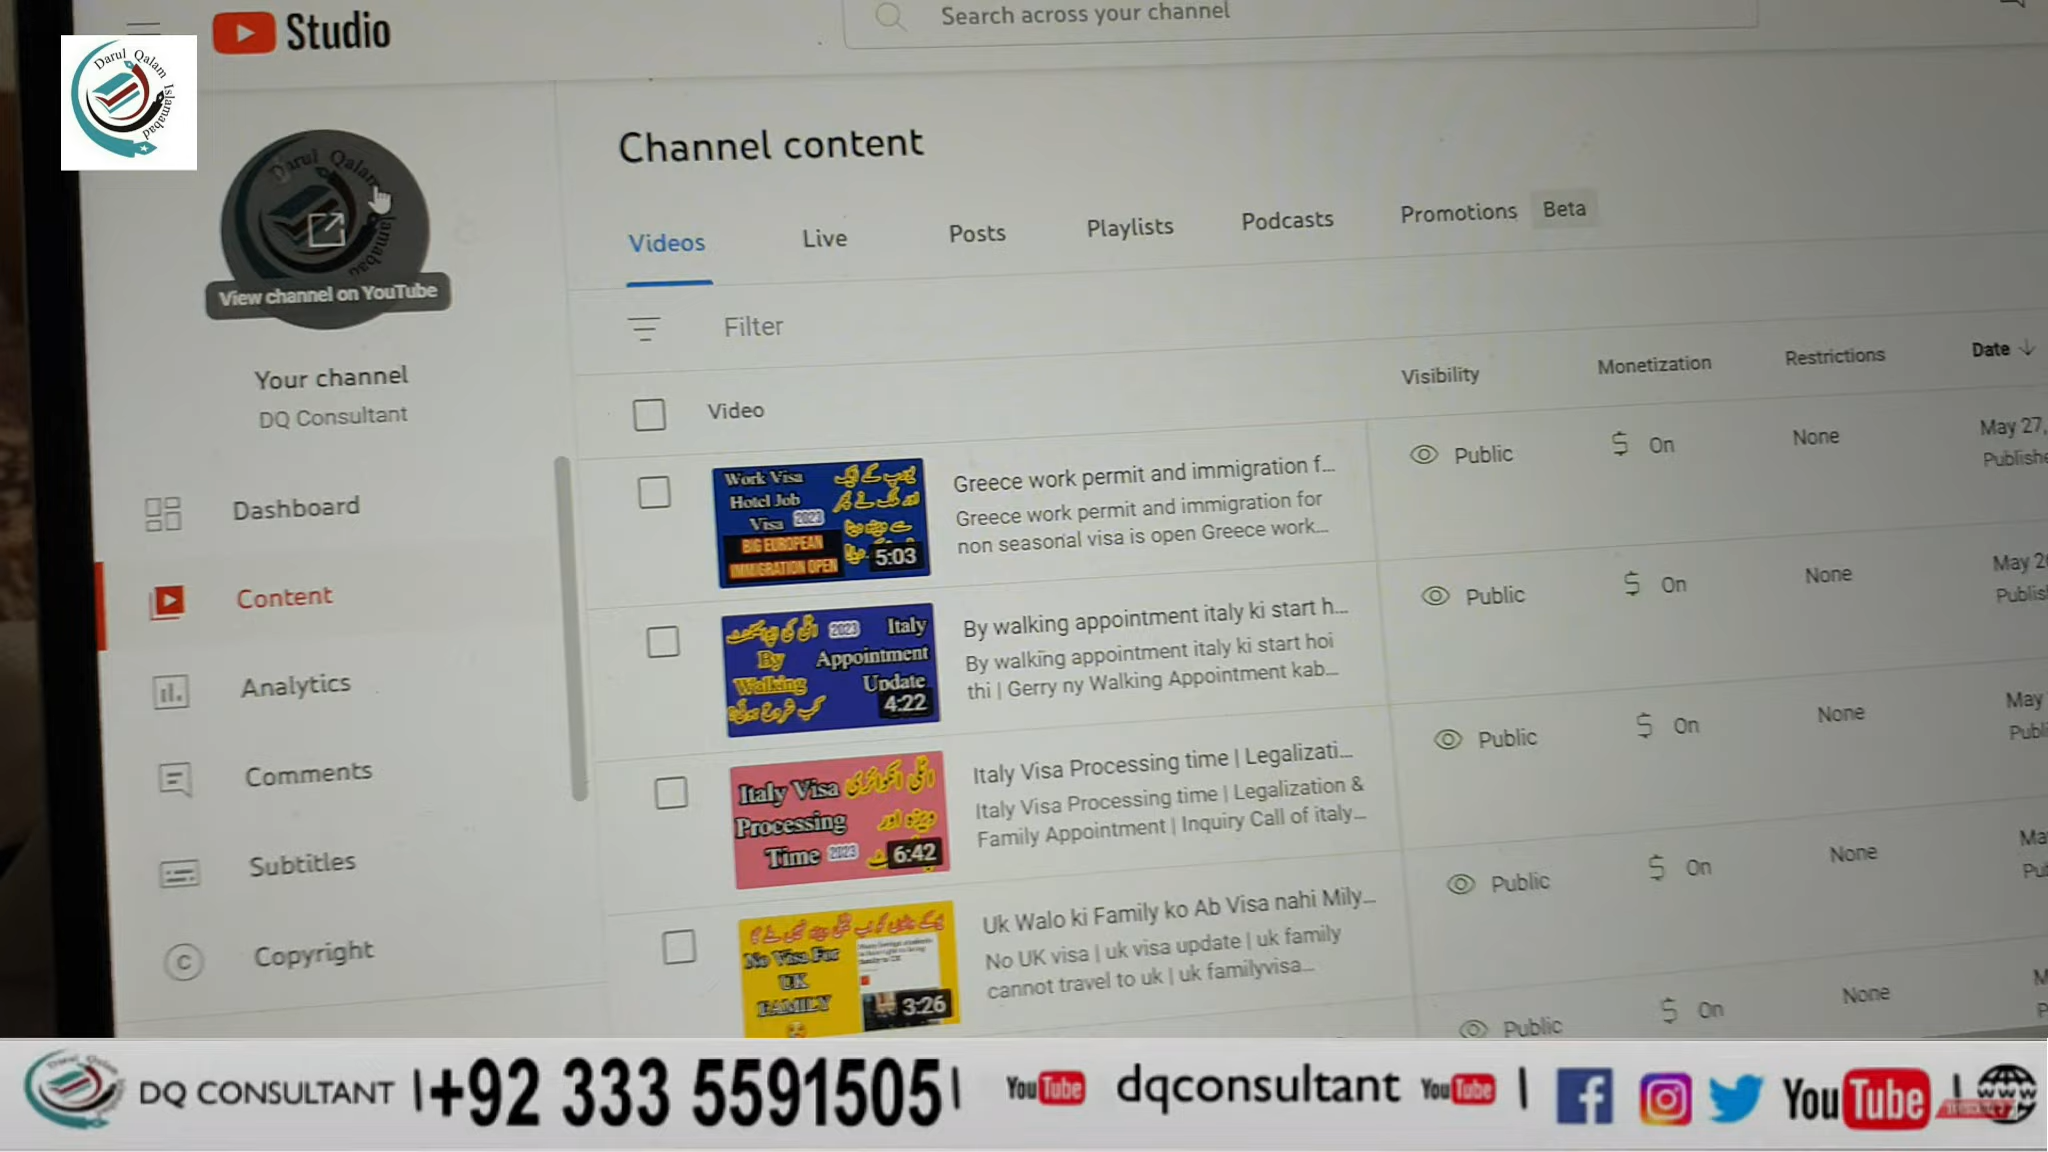 Studio
Search across your channel
Darul Qalam Islamabad
Channel content
Videos
Live
Posts
Playlists
Podcasts
Promotions
Beta
View channel on YouTube
Filter
Your channel
DQ Consultant
Video
Visibility
Monetization
Restrictions
Date
Dashboard
Content
Analytics
Comments
Subtitles
Copyright
Work Visa
Hotel Job
Visa 2023
BIG EUROPEAN
IMMIGRATION OPEN
5:03
Greece work permit and immigration f...
Greece work permit and immigration for
non seasonal visa is open Greece work...
Public
On
None
May 27,
2023 Italy
By Appointment
Walking Update
4:22
By walking appointment italy ki start h...
By walking appointment italy ki start hoi
thi | Gerry ny Walking Appointment kab...
Public
On
None
Italy Visa
Processing
Time 2023
6:42
Italy Visa Processing time | Legalizati...
Italy Visa Processing time | Legalization &
Family Appointment | Inquiry Call of italy...
Public
On
None
May
No Visa For
UK
FAMILY
3:26
Uk Walo ki Family ko Ab Visa nahi Mily...
No UK visa | uk visa update | uk family
cannot travel to uk | uk familyvisa...
Public
On
None
Public
On
None
DQ CONSULTANT |+92 333 5591505| YouTube dqconsultant YouTube | YouTube | www